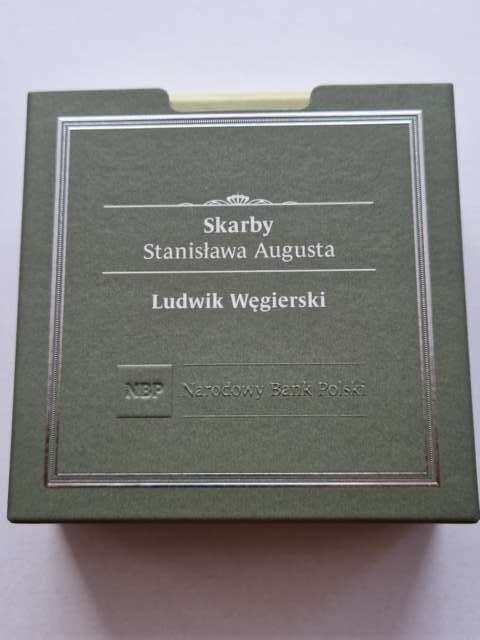 Skarby
Stanisława Augusta
Ludwik Węgierski
NBP Narodowy Bank Polski